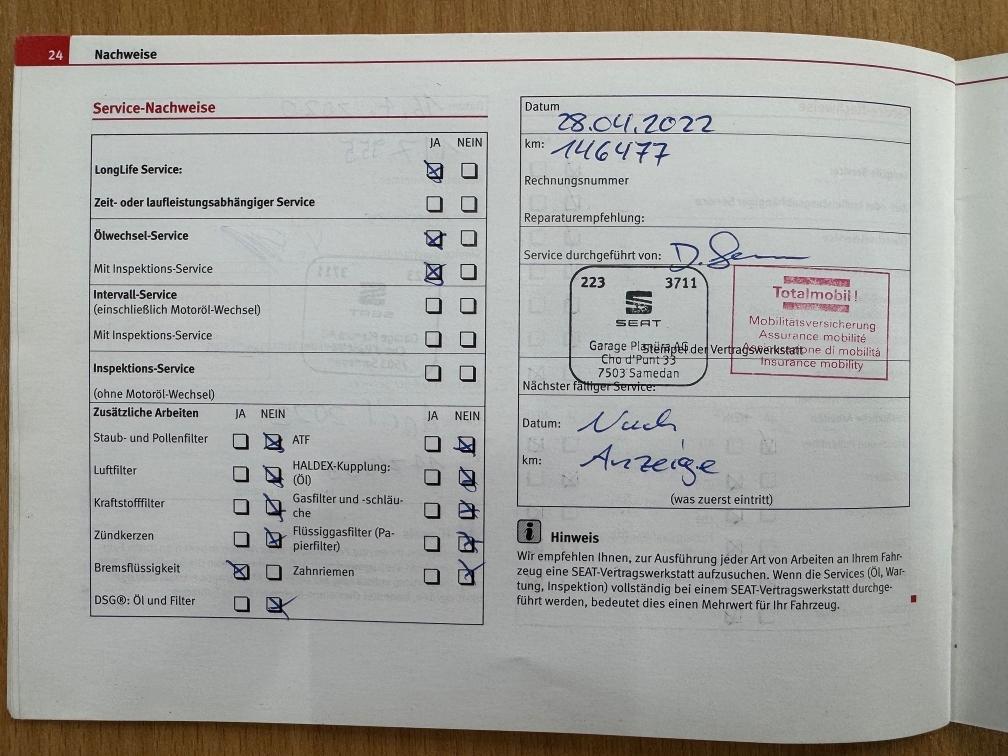 24 Nachweise
Service-Nachweise
JA NEIN
LongLife Service:
Zeit- oder laufleistungsabhängiger Service
Ölwechsel-Service
Mit Inspektions-Service
Intervall-Service
(einschließlich Motoröl-Wechsel)
Mit Inspektions-Service
Inspektions-Service
(ohne Motoröl-Wechsel)
Zusätzliche Arbeiten JA NEIN JA NEIN
Staub- und Pollenfilter ATF
Luftfilter HALDEX-Kupplung:
(Öl)
Kraftstofffilter Gasfilter und -schläu-
che
Zündkerzen Flüssiggasfilter (Pa-
pierfilter)
Bremsflüssigkeit Zahnriemen
DSG®: Öl und Filter
Datum
28.04.2022
km: 146477
Rechnungsnummer
Reparaturempfehlung:
Service durchgeführt von: D.
223 3711
SEAT
Garage Planüra AG
Stempel der Vertragswerkstatt
Cho d'Punt 33
7503 Samedan
Totalmobil!
Mobilitätsversicherung
Assurance mobilité
Assicurazione di mobilità
Insurance mobility
Nächster fälliger Service:
Datum: Nach
km: Anzeige
(was zuerst eintritt)
i Hinweis
Wir empfehlen Ihnen, zur Ausführung jeder Art von Arbeiten an Ihrem Fahr-
zeug eine SEAT-Vertragswerkstatt aufzusuchen. Wenn die Services (Öl, War-
tung, Inspektion) vollständig bei einem SEAT-Vertragswerkstatt durchge-
führt werden, bedeutet dies einen Mehrwert für Ihr Fahrzeug.